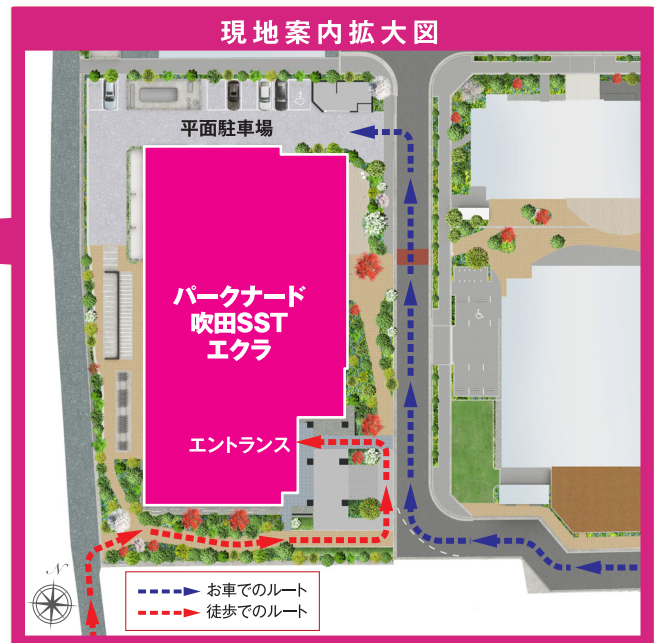 現地案内拡大図
平面駐車場
パークナード
吹田SST
エクラ
エントランス
N
お車でのルート
徒歩でのルート